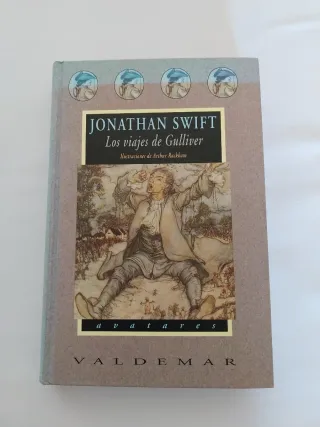 JONATHAN SWIFT
Los viajes de Gulliver
Ilustraciones de Arthur Rackham
avatares
VALDEMAR